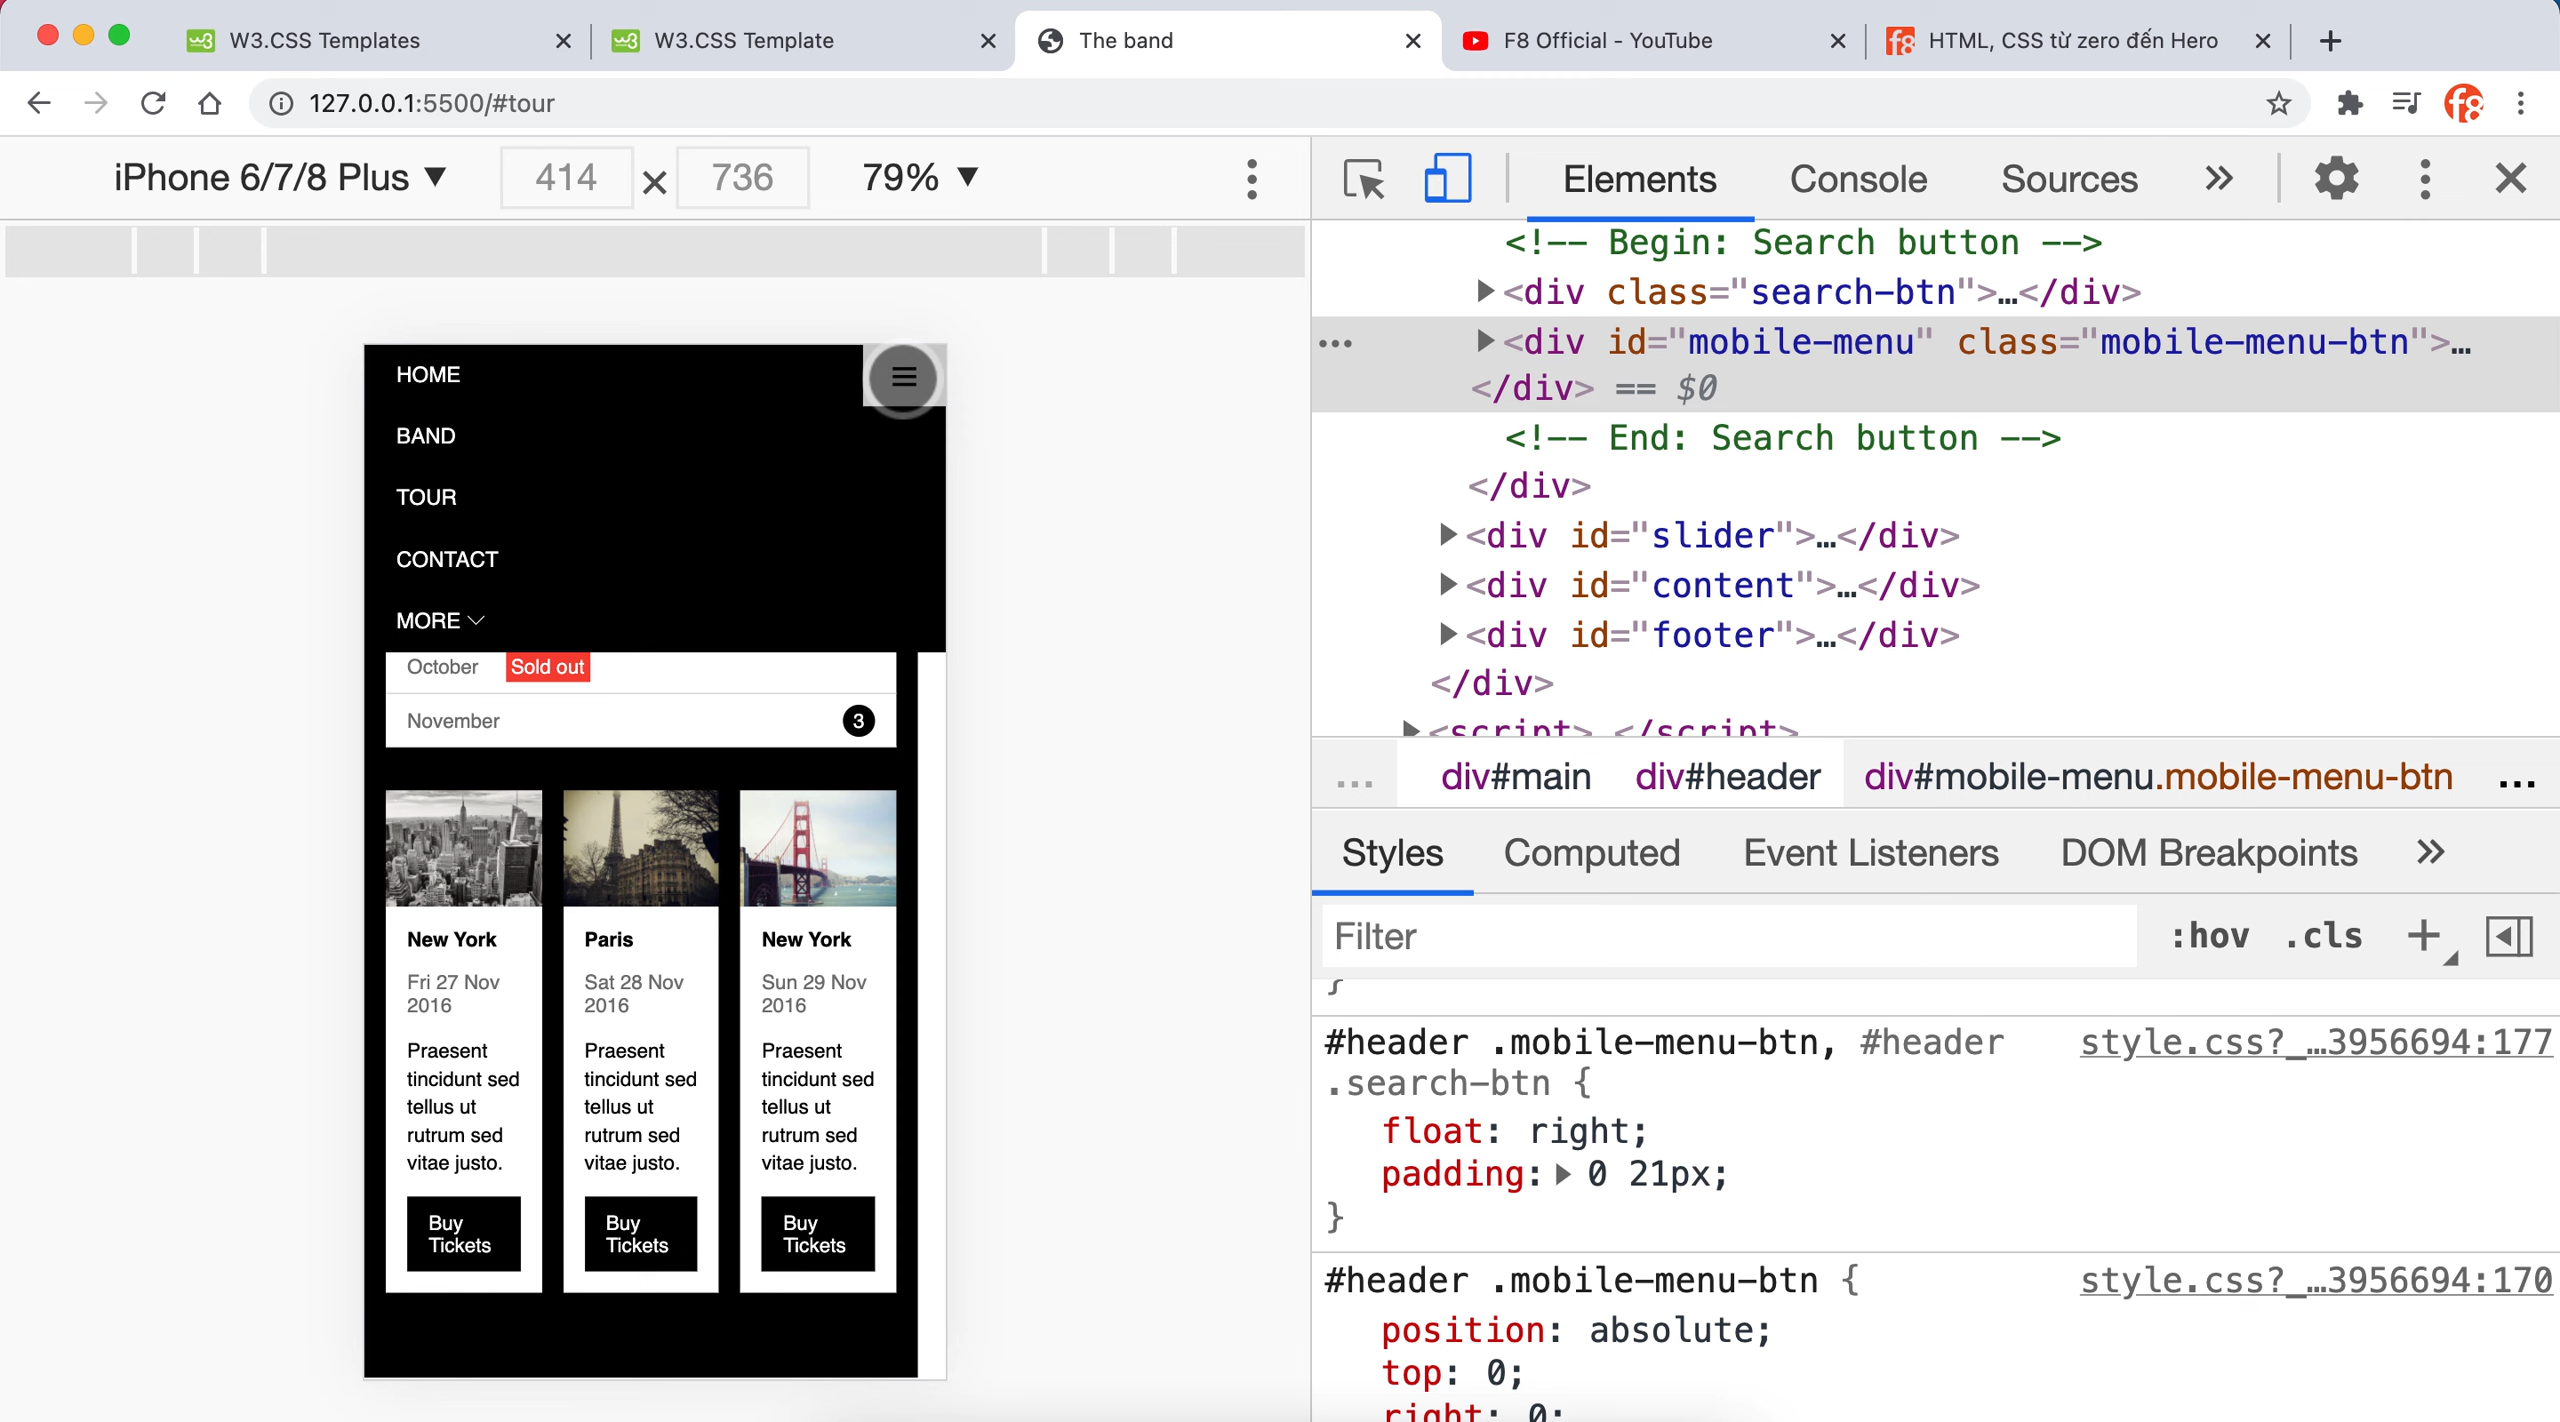 W3.CSS Templates
W3.CSS Template
The band
F8 Official - YouTube
HTML, CSS từ zero đến Hero
127.0.0.1:5500/#tour
iPhone 6/7/8 Plus ▼ 414 × 736 79% ▼
Elements Console Sources »
<!-- Begin: Search button -->
<div class="search-btn">…</div>
<div id="mobile-menu" class="mobile-menu-btn">…
</div> == $0
<!-- End: Search button -->
</div>
<div id="slider">…</div>
<div id="content">…</div>
<div id="footer">…</div>
</div>
<script> </script>
... div#main div#header div#mobile-menu.mobile-menu-btn ...
Styles Computed Event Listeners DOM Breakpoints »
Filter :hov .cls +
}
#header .mobile-menu-btn, #header style.css?_…3956694:177
.search-btn {
float: right;
padding: 0 21px;
}
#header .mobile-menu-btn { style.css?_…3956694:170
position: absolute;
top: 0;
right: 0;
HOME
BAND
TOUR
CONTACT
MORE
October Sold out
November 3
New York
Fri 27 Nov
2016
Praesent
tincidunt sed
tellus ut
rutrum sed
vitae justo.
Buy
Tickets
Paris
Sat 28 Nov
2016
Praesent
tincidunt sed
tellus ut
rutrum sed
vitae justo.
Buy
Tickets
New York
Sun 29 Nov
2016
Praesent
tincidunt sed
tellus ut
rutrum sed
vitae justo.
Buy
Tickets